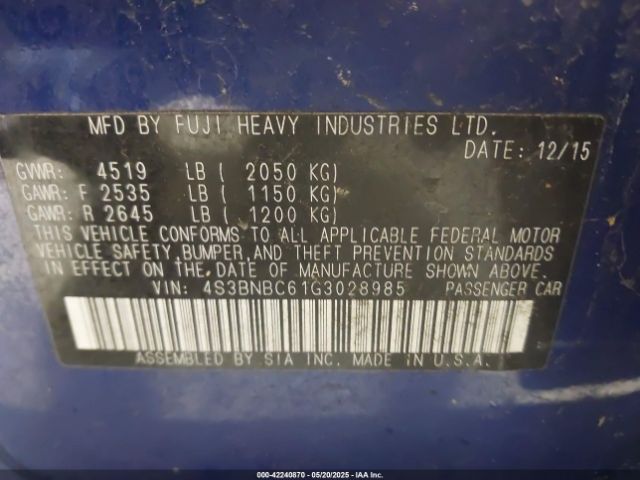 MFD BY FUJI HEAVY INDUSTRIES LTD.
DATE: 12/15
GVWR: 4519 LB ( 2050 KG)
GAWR: F 2535 LB ( 1150 KG)
GAWR: R 2645 LB ( 1200 KG)
THIS VEHICLE CONFORMS TO ALL APPLICABLE FEDERAL MOTOR
VEHICLE SAFETY, BUMPER, AND THEFT PREVENTION STANDARDS
IN EFFECT ON THE DATE OF MANUFACTURE SHOWN ABOVE.
VIN: 4S3BNBC61G3028985 PASSENGER CAR
ASSEMBLED BY SIA INC. MADE IN U.S.A.
000-42240870 - 05/20/2025 - IAA Inc.